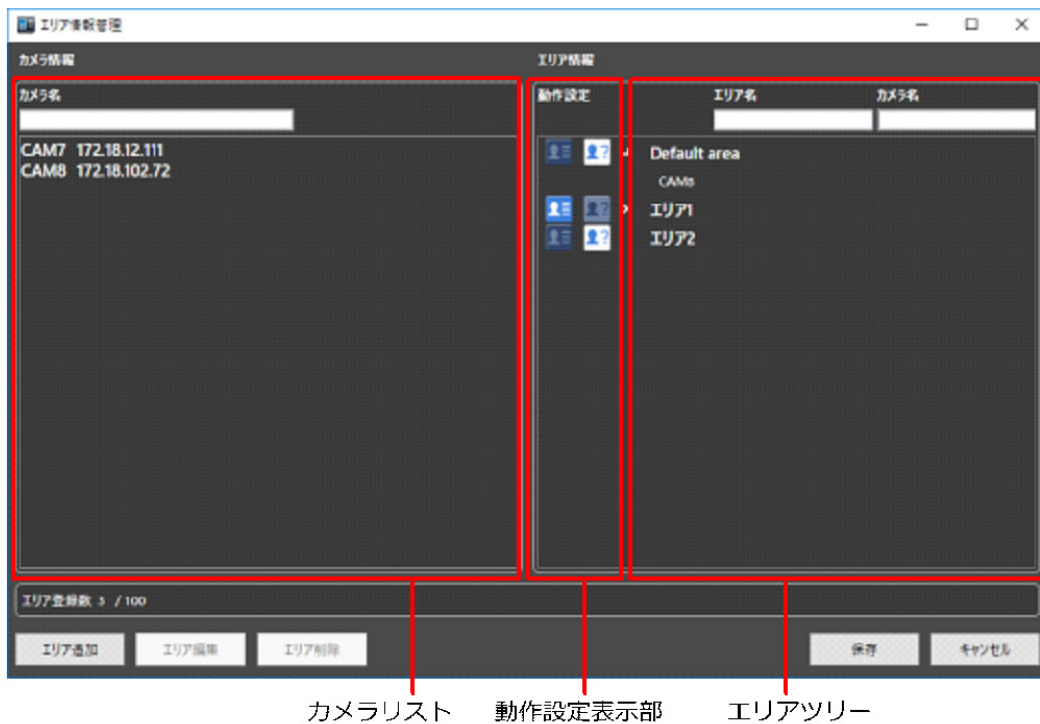 エリア情報管理
カメラ情報
エリア情報
カメラ名
動作設定
エリア名
カメラ名
CAM7 172.18.12.111
CAM8 172.18.102.72
Default area
CAM8
エリア1
エリア2
エリア登録数 3 / 100
エリア追加
エリア編集
エリア削除
保存
キャンセル
カメラリスト
動作設定表示部
エリアツリー